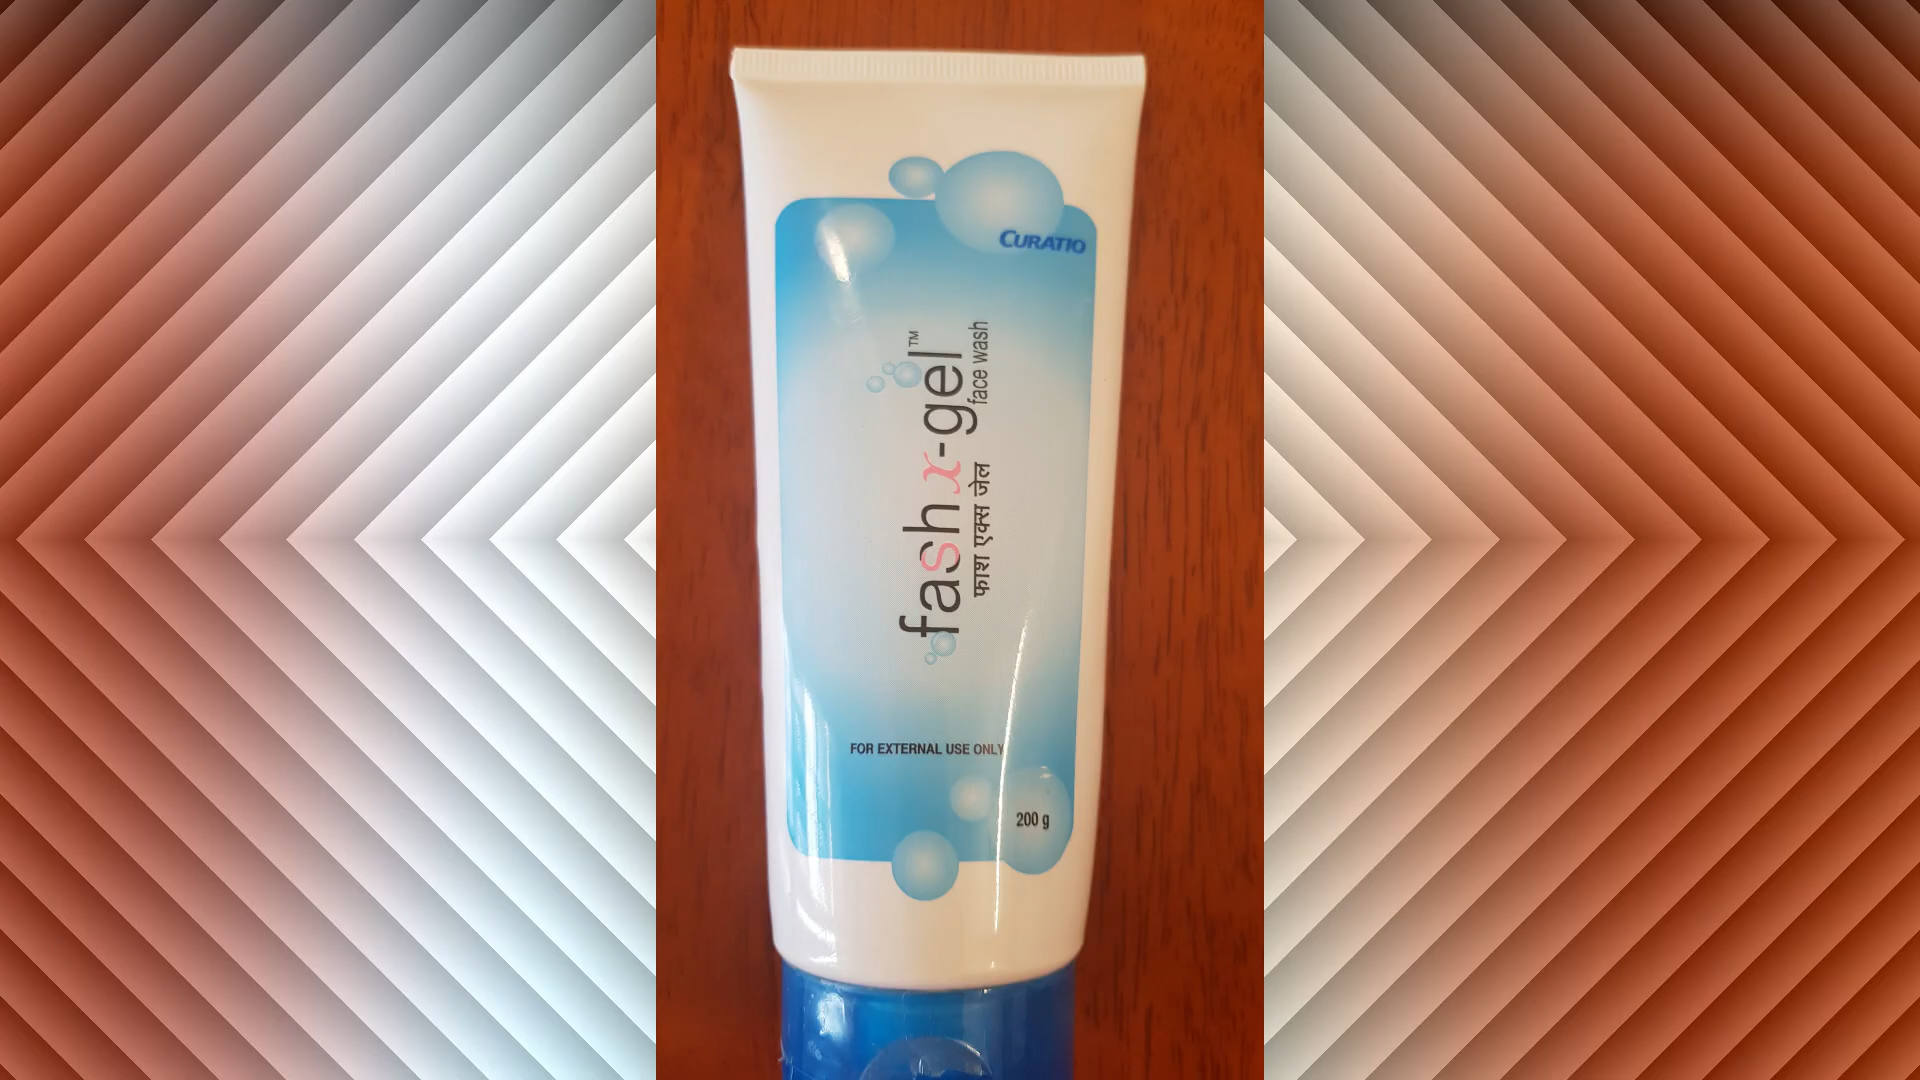 CURATIO
fash x-gel™
फाश एक्स जेल face wash
FOR EXTERNAL USE ONLY
200 g